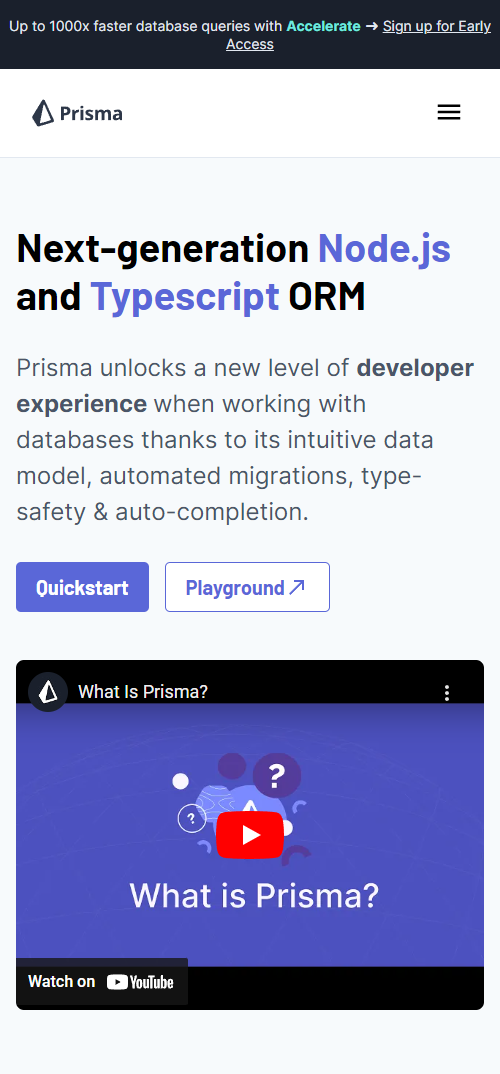 Up to 1000x faster database queries with Accelerate ➜ Sign up for Early
Access
Prisma
Next-generation Node.js
and Typescript ORM
Prisma unlocks a new level of developer
experience when working with
databases thanks to its intuitive data
model, automated migrations, type-
safety & auto-completion.
Quickstart
Playground
What Is Prisma?
?
?
What is Prisma?
Watch on YouTube